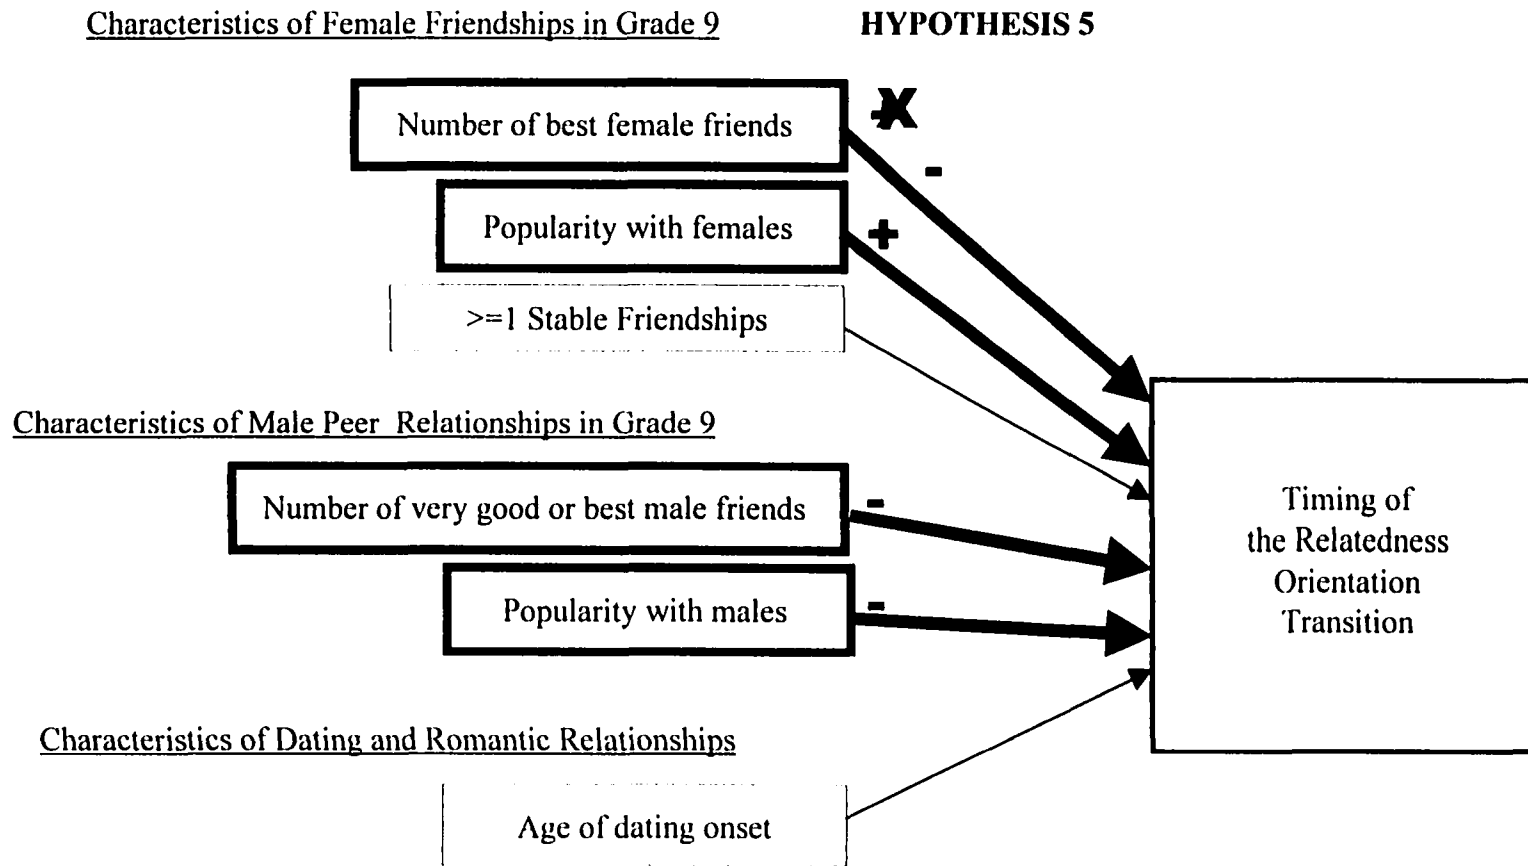 Characteristics of Female Friendships in Grade 9 HYPOTHESIS 5
Number of best female friends
+X
-
Popularity with females
+
>=1 Stable Friendships
Characteristics of Male Peer Relationships in Grade 9
Number of very good or best male friends
-
Popularity with males
-
Timing of
the Relatedness
Orientation
Transition
Characteristics of Dating and Romantic Relationships
Age of dating onset